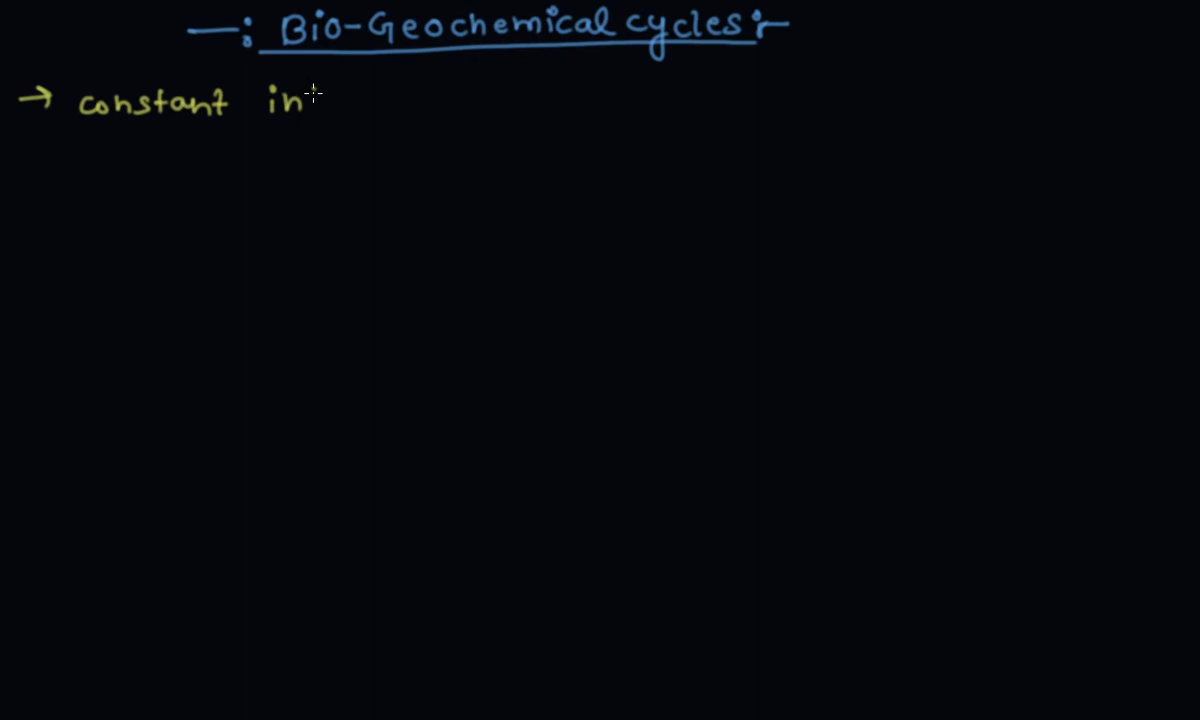 —: Bio-Geochemical cycles :-
→ constant in